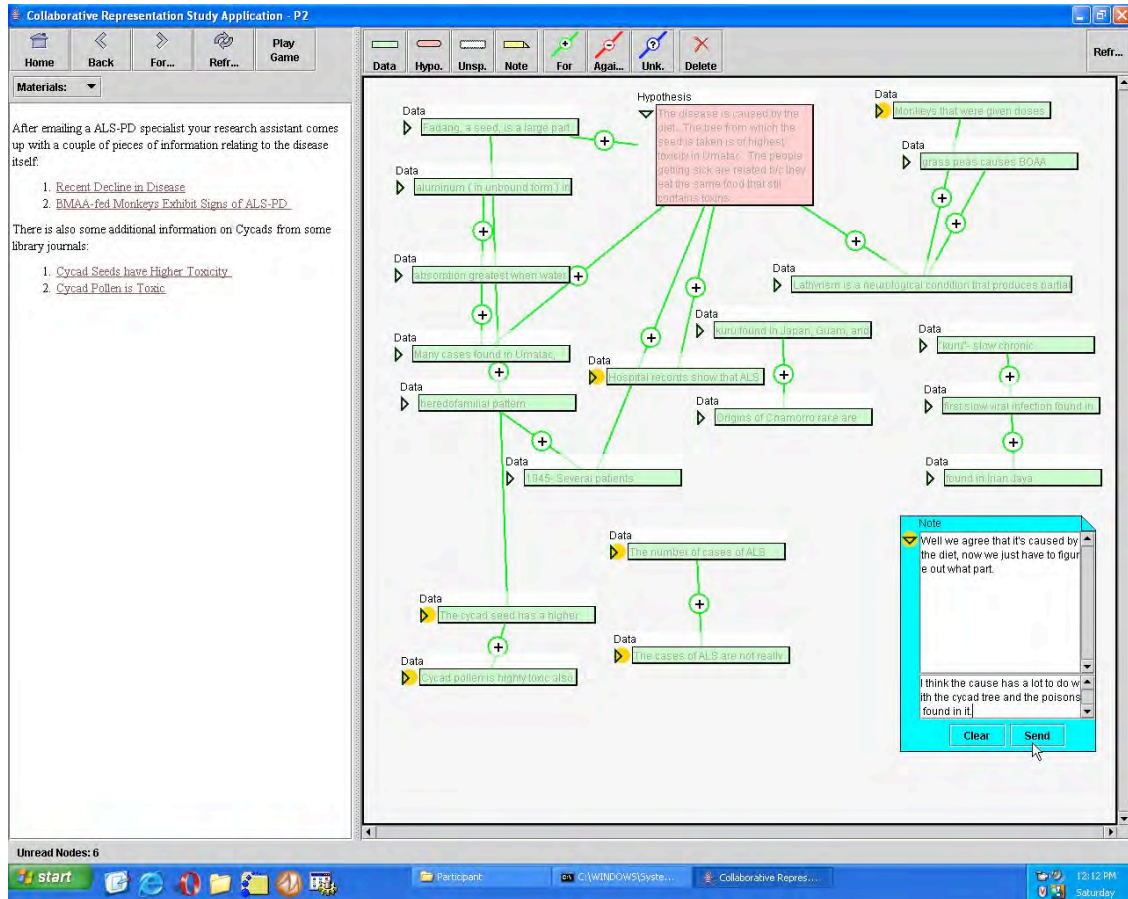 Collaborative Representation Study Application - P2
Home
Back
For...
Refr...
Play
Game
Data
Hypo.
Unsp.
Note
For
Agai...
Unk.
Delete
Refr...
Materials:
After emailing a ALS-PD specialist your research assistant comes
up with a couple of pieces of information relating to the disease
itself:
1. Recent Decline in Disease
2. BMAA-fed Monkeys Exhibit Signs of ALS-PD
There is also some additional information on Cycads from some
library journals:
1. Cycad Seeds have Higher Toxicity
2. Cycad Pollen is Toxic
Data
Fadang, a seed, is a large part
Hypothesis
The disease is caused by the
diet. The tree from which the
seed is taken is of highest
toxicity in Umatac. The people
getting sick are related b/c they
eat the same food that still
contains toxins.
Data
Monkeys that were given doses
Data
grass peas causes BOAA
Data
aluminum ( in unbound form ) in
Data
absorption greatest when water
Data
Lathyrism is a neurological condition that produces partial
Data
kuru found in Japan, Guam, and
Data
"kuru"- slow chronic
Data
Many cases found in Umatac,
Data
Hospital records show that ALS
Data
heredofamilial pattern
Data
Origins of Chamorro race are
Data
first slow viral infection found in
Data
1945- Several patients
Data
found in Irian Jaya
Note
Well we agree that it's caused by
the diet, now we just have to figur
e out what part.
Data
The number of cases of ALS
Data
The cycad seed has a higher
Data
The cases of ALS are not really
Data
Cycad pollen is highly toxic also
I think the cause has a lot to do w
ith the cycad tree and the poisons
found in it.
Clear
Send
Unread Nodes: 6
start
Participant
C:\WINDOWS\Syste...
Collaborative Repres...
12:12 PM
Saturday